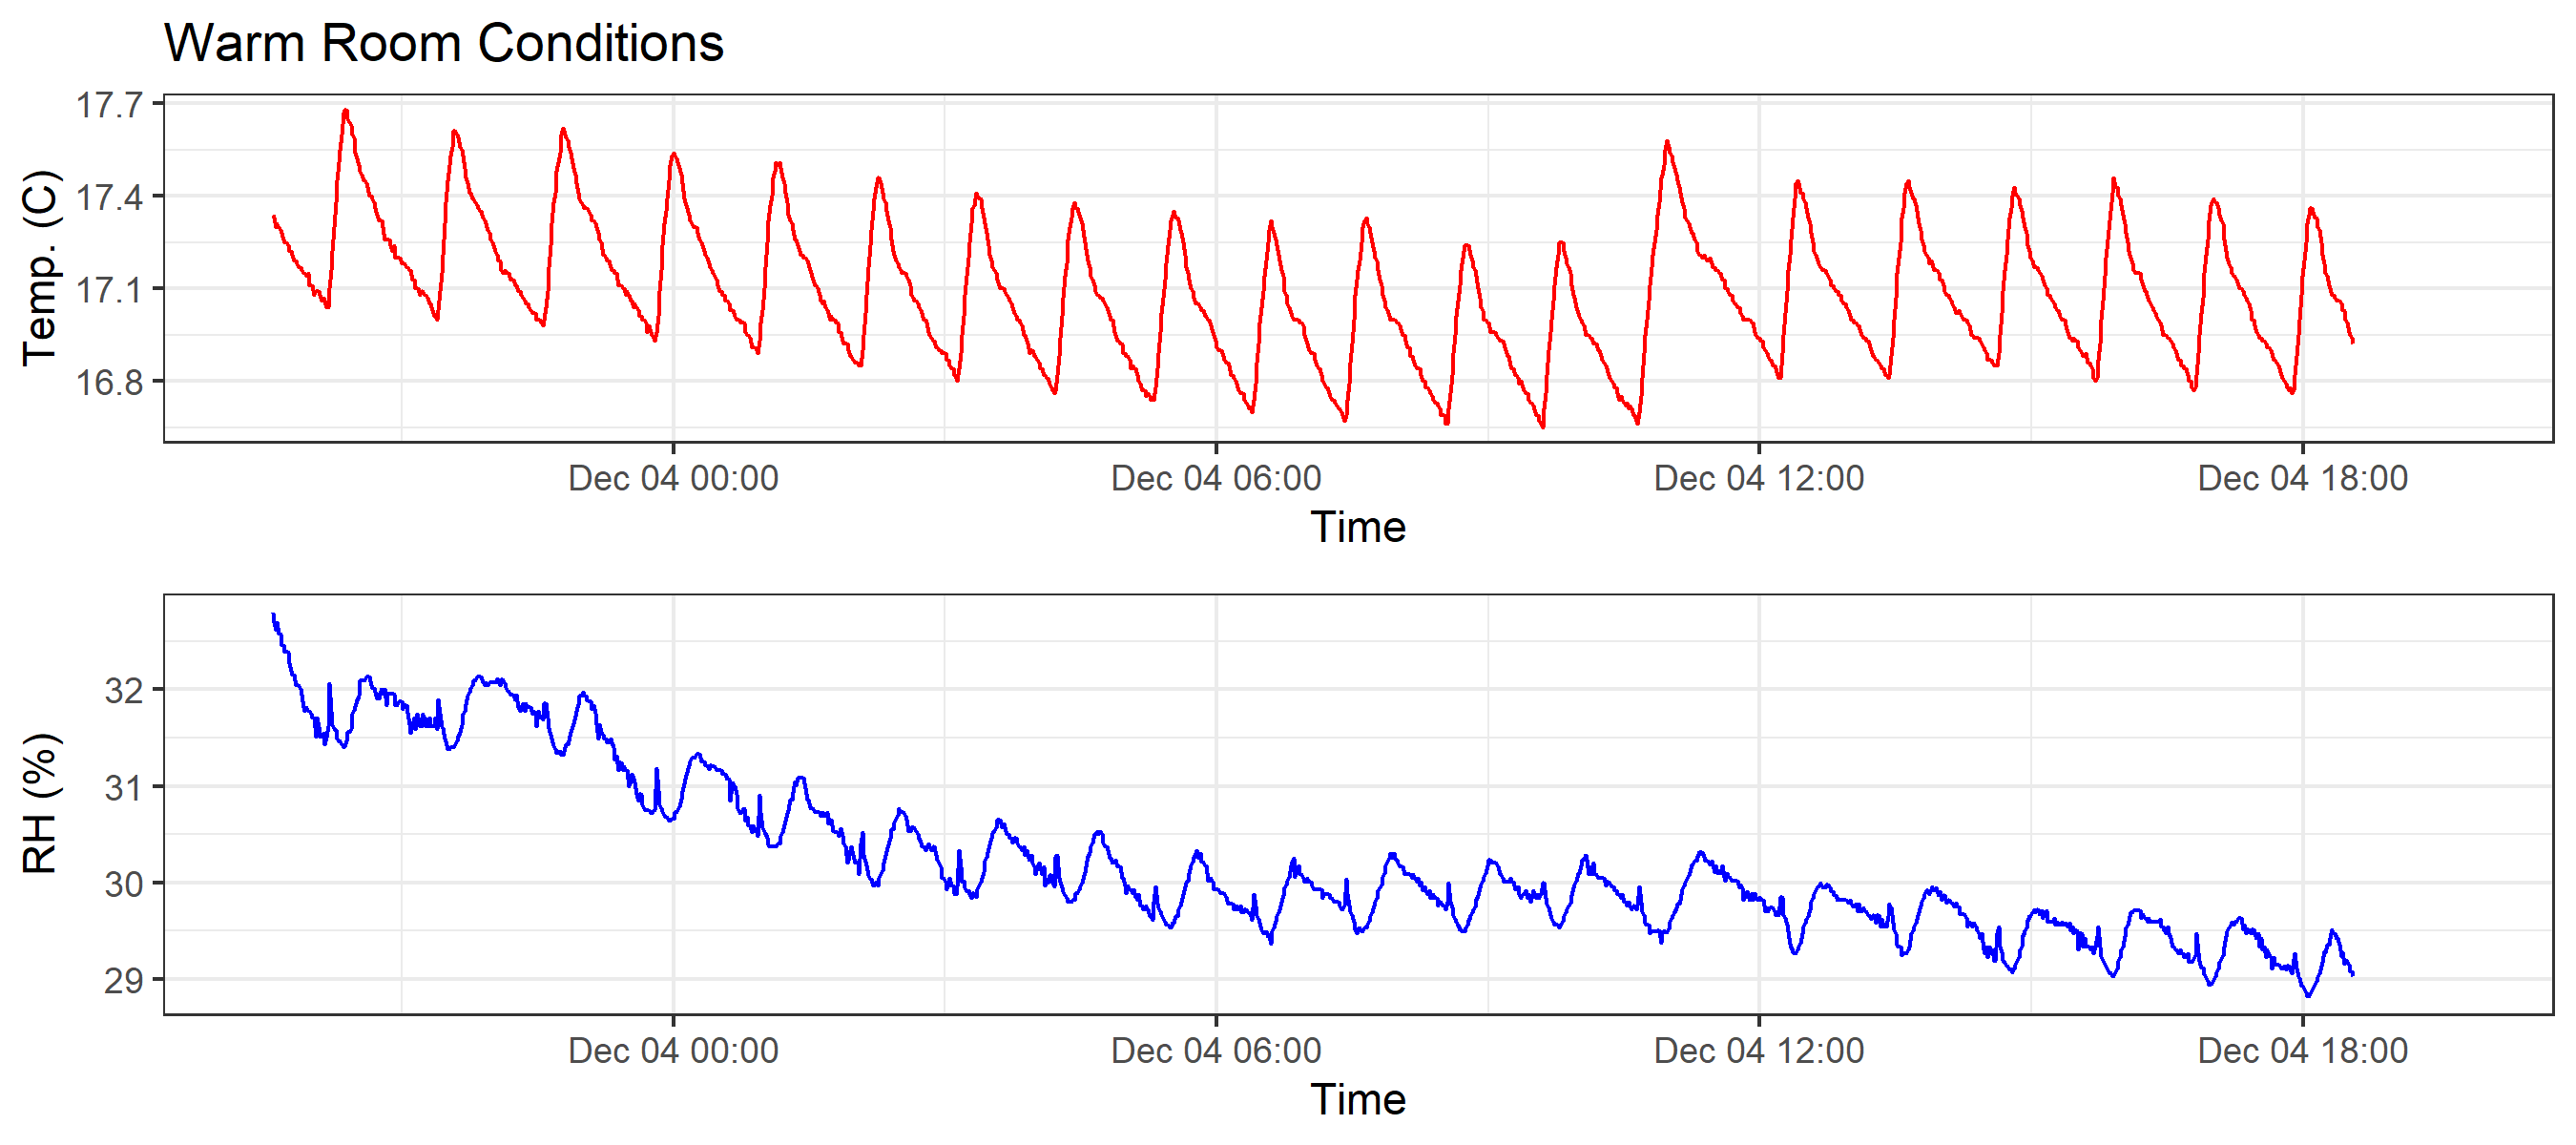 Warm Room Conditions
17.7
17.4
17.1
16.8
Temp. (C)
Dec 04 00:00 Dec 04 06:00 Dec 04 12:00 Dec 04 18:00
Time
32
31
30
29
RH (%)
Dec 04 00:00 Dec 04 06:00 Dec 04 12:00 Dec 04 18:00
Time